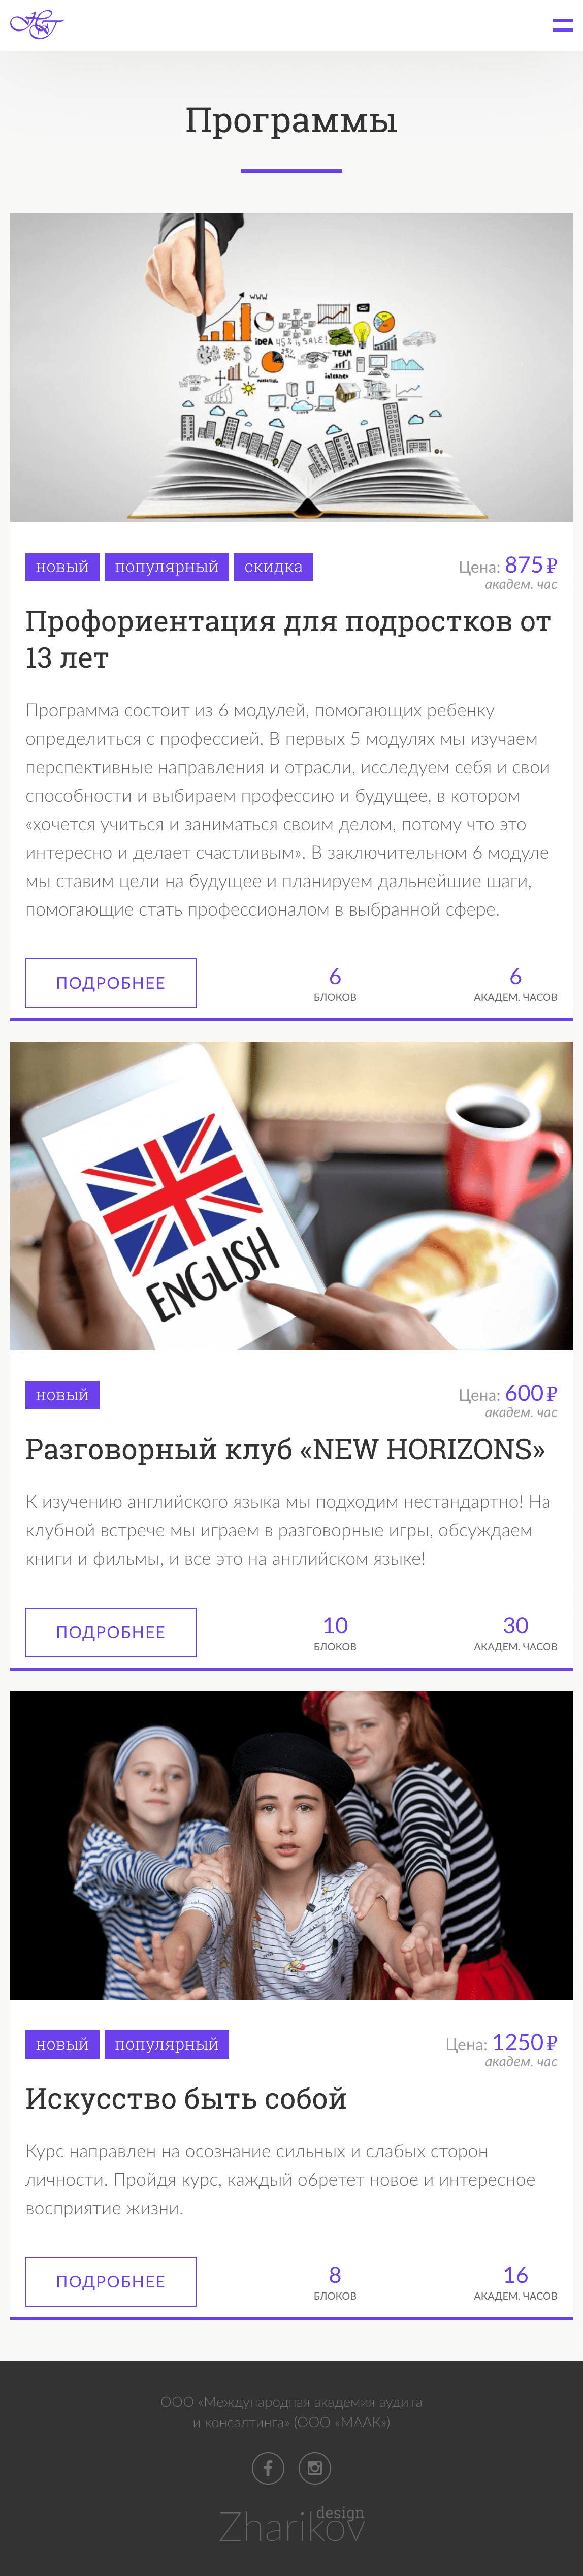 Программы
IDEA
45% SALE!
TEAM
новый популярный скидка
Цена: 875 ₽
академ. час
Профориентация для подростков от
13 лет
Программа состоит из 6 модулей, помогающих ребенку
определиться с профессией. В первых 5 модулях мы изучаем
перспективные направления и отрасли, исследуем себя и свои
способности и выбираем профессию и будущее, в котором
«хочется учиться и заниматься своим делом, потому что это
интересно и делает счастливым». В заключительном 6 модуле
мы ставим цели на будущее и планируем дальнейшие шаги,
помогающие стать профессионалом в выбранной сфере.
ПОДРОБНЕЕ
6
БЛОКОВ
6
АКАДЕМ. ЧАСОВ
ENGLISH
новый
Цена: 600 ₽
академ. час
Разговорный клуб «NEW HORIZONS»
К изучению английского языка мы подходим нестандартно! На
клубной встрече мы играем в разговорные игры, обсуждаем
книги и фильмы, и все это на английском языке!
ПОДРОБНЕЕ
10
БЛОКОВ
30
АКАДЕМ. ЧАСОВ
новый популярный
Цена: 1250 ₽
академ. час
Искусство быть собой
Курс направлен на осознание сильных и слабых сторон
личности. Пройдя курс, каждый обретет новое и интересное
восприятие жизни.
ПОДРОБНЕЕ
8
БЛОКОВ
16
АКАДЕМ. ЧАСОВ
ООО «Международная академия аудита
и консалтинга» (ООО «МААК»)
design
Zharikov